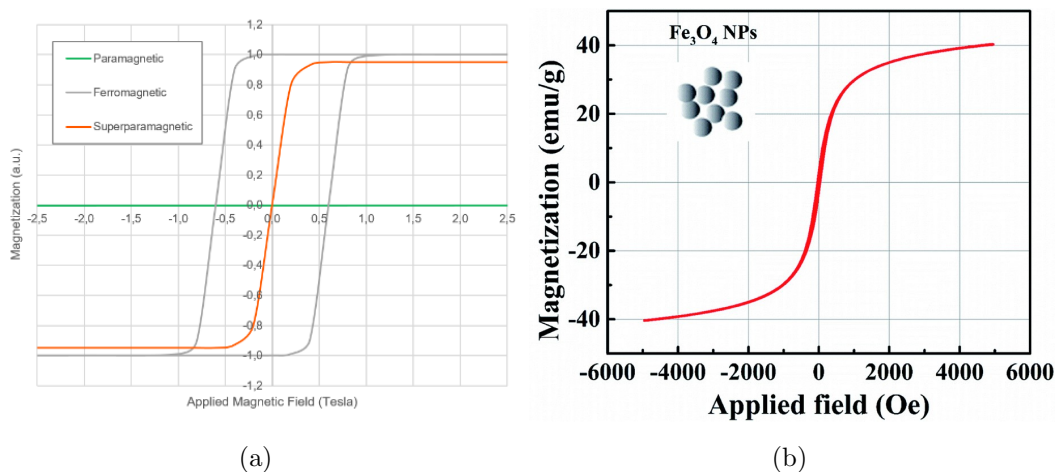 1,2
1,0
0,8
0,6
0,4
0,2
0,0
-0,2
-0,4
-0,6
-0,8
-1,0
-1,2
-2,5 -2,0 -1,5 -1,0 -0,5 0,0 0,5 1,0 1,5 2,0 2,5
Paramagnetic
Ferromagnetic
Superparamagnetic
Magnetization (a.u.)
Applied Magnetic Field (Tesla)
(a)
Fe₃O₄ NPs
Magnetization (emu/g)
40
20
0
-20
-40
-6000 -4000 -2000 0 2000 4000 6000
Applied field (Oe)
(b)